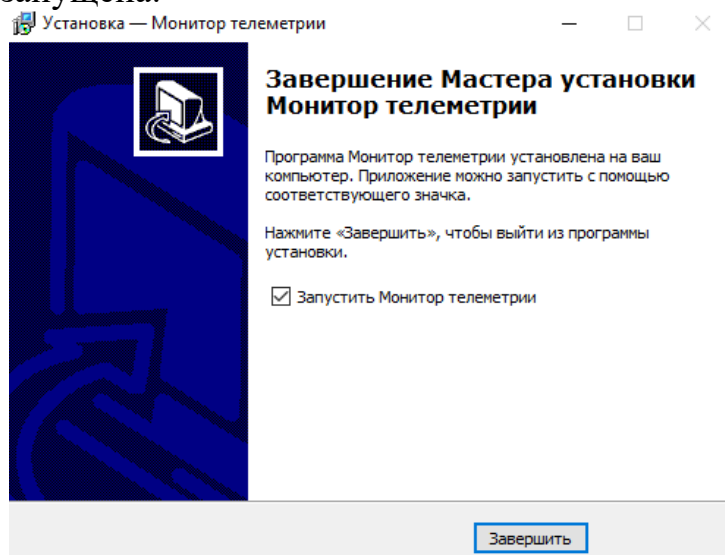 запущена.
Установка — Монитор телеметрии
Завершение Мастера установки
Монитор телеметрии
Программа Монитор телеметрии установлена на ваш
компьютер. Приложение можно запустить с помощью
соответствующего значка.
Нажмите «Завершить», чтобы выйти из программы
установки.
Запустить Монитор телеметрии
Завершить